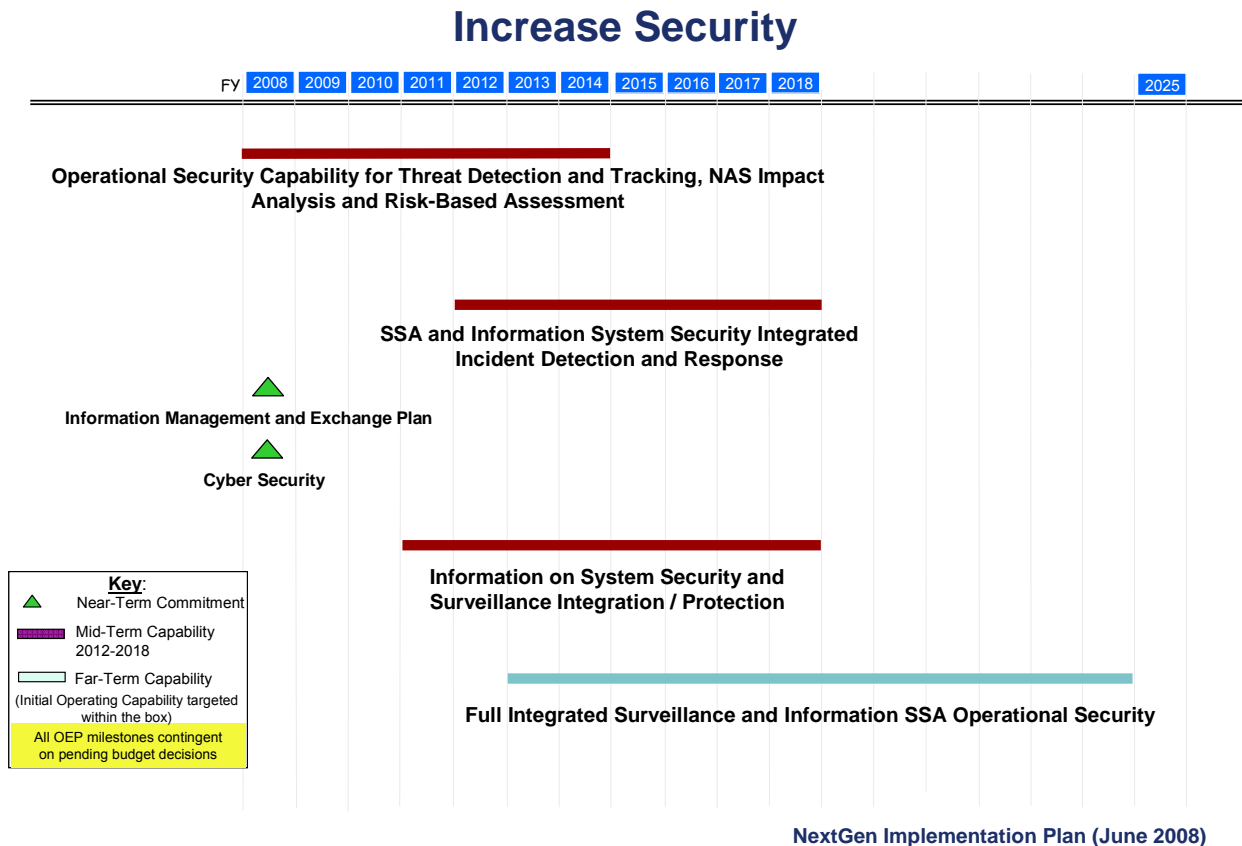 Increase Security
FY 2008 2009 2010 2011 2012 2013 2014 2015 2016 2017 2018 2025
Operational Security Capability for Threat Detection and Tracking, NAS Impact
Analysis and Risk-Based Assessment
SSA and Information System Security Integrated
Incident Detection and Response
Information Management and Exchange Plan
Cyber Security
Information on System Security and
Surveillance Integration / Protection
Full Integrated Surveillance and Information SSA Operational Security
Key:
Near-Term Commitment
Mid-Term Capability
2012-2018
Far-Term Capability
(Initial Operating Capability targeted
within the box)
All OEP milestones contingent
on pending budget decisions
NextGen Implementation Plan (June 2008)